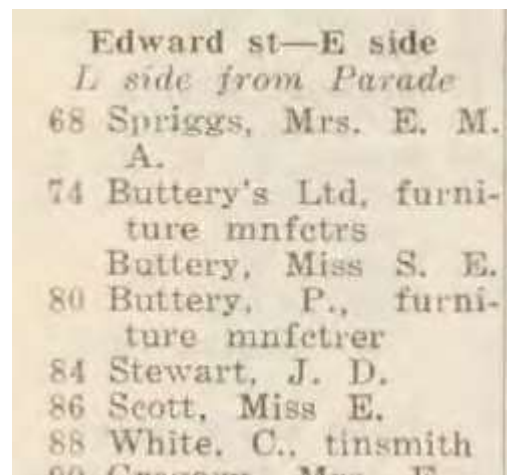 Edward st—E side
L side from Parade
68 Spriggs, Mrs. E. M.
A.
74 Buttery's Ltd, furni-
ture mnfctrs
Buttery, Miss S. E.
80 Buttery, P., furni-
ture mnfctrer
84 Stewart, J. D.
86 Scott, Miss E.
88 White, C., tinsmith